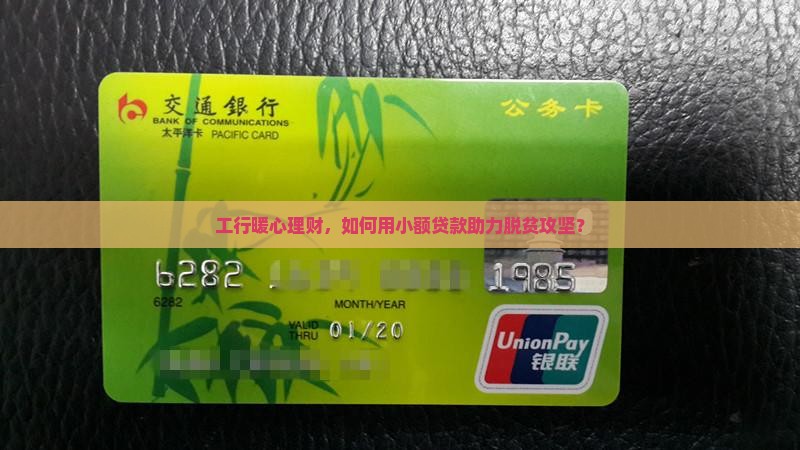 交通銀行
BANK OF COMMUNICATIONS
太平洋卡 PACIFIC CARD
公务卡
工行暖心理财，如何用小额贷款助力脱贫攻坚？
6282 1985
6282
MONTH/YEAR
VALID THRU 01/20
UnionPay
银联